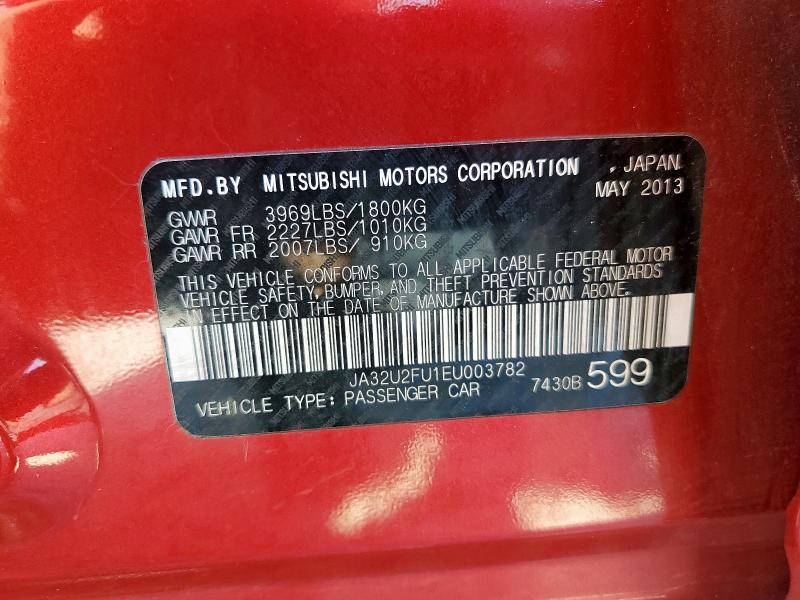 MFD.BY MITSUBISHI MOTORS CORPORATION , JAPAN
MAY 2013
GVWR 3969LBS/1800KG
GAWR FR 2227LBS/1010KG
GAWR RR 2007LBS/ 910KG
THIS VEHICLE CONFORMS TO ALL APPLICABLE FEDERAL MOTOR
VEHICLE SAFETY, BUMPER, AND THEFT PREVENTION STANDARDS
IN EFFECT ON THE DATE OF MANUFACTURE SHOWN ABOVE.
JA32U2FU1EU003782
VEHICLE TYPE: PASSENGER CAR 7430B 599